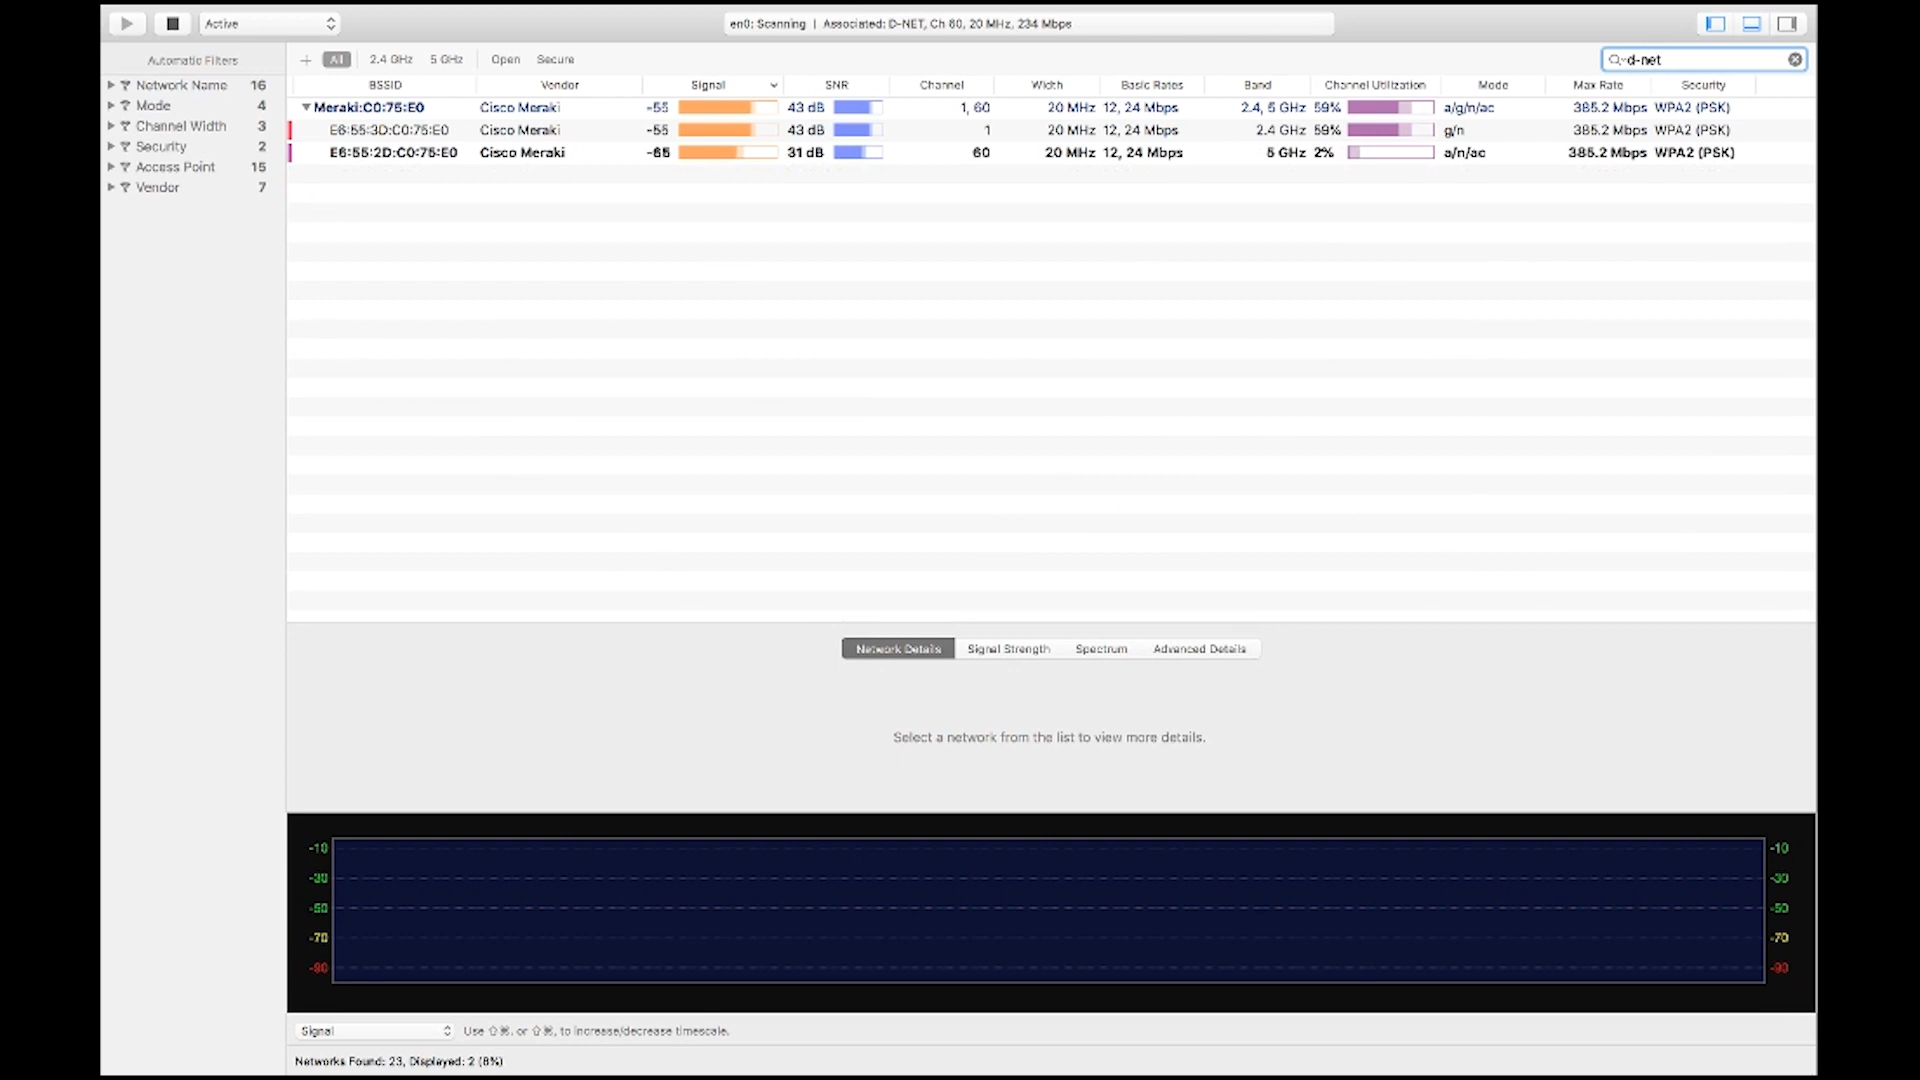 Active
en0: Scanning | Associated: D-NET, Ch 60, 20 MHz, 234 Mbps
Automatic Filters
Network Name 16
Mode 4
Channel Width 3
Security 2
Access Point 15
Vendor 7
+ All 2.4 GHz 5 GHz Open Secure
d-net
BSSID Vendor Signal SNR Channel Width Basic Rates Band Channel Utilization Mode Max Rate Security
Meraki:C0:75:E0 Cisco Meraki -55 43 dB 1, 60 20 MHz 12, 24 Mbps 2.4, 5 GHz 59% a/g/n/ac 385.2 Mbps WPA2 (PSK)
E6:55:3D:C0:75:E0 Cisco Meraki -55 43 dB 1 20 MHz 12, 24 Mbps 2.4 GHz 59% g/n 385.2 Mbps WPA2 (PSK)
E6:55:2D:C0:75:E0 Cisco Meraki -65 31 dB 60 20 MHz 12, 24 Mbps 5 GHz 2% a/n/ac 385.2 Mbps WPA2 (PSK)
Network Details Signal Strength Spectrum Advanced Details
Select a network from the list to view more details.
-10 -10
-30 -30
-50 -50
-70 -70
-90 -90
Signal Use ⇧⌘, or ⇧⌘, to increase/decrease timescale.
Networks Found: 23, Displayed: 2 (8%)